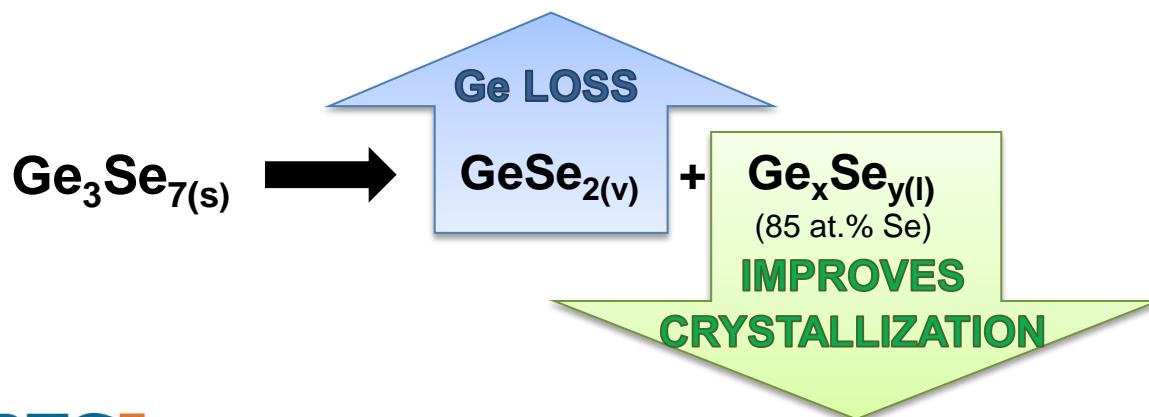 Ge LOSS
Ge3Se7(s) GeSe2(v) + GexSey(l)
(85 at.% Se)
IMPROVES
CRYSTALLIZATION